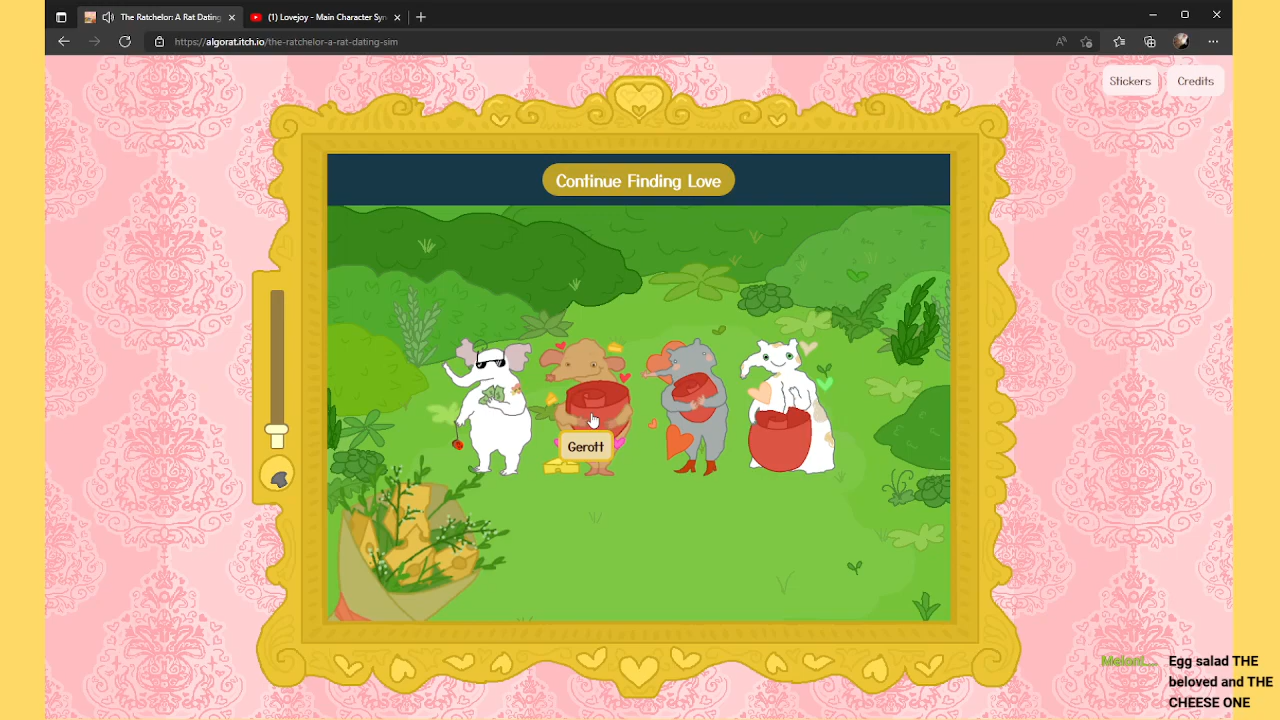 The Ratchelor: A Rat Dating
(1) Lovejoy - Main Character Syn
https://algorat.itch.io/the-ratchelor-a-rat-dating-sim
Stickers
Credits
Continue Finding Love
Gerott
Egg salad THE
beloved and THE
CHEESE ONE